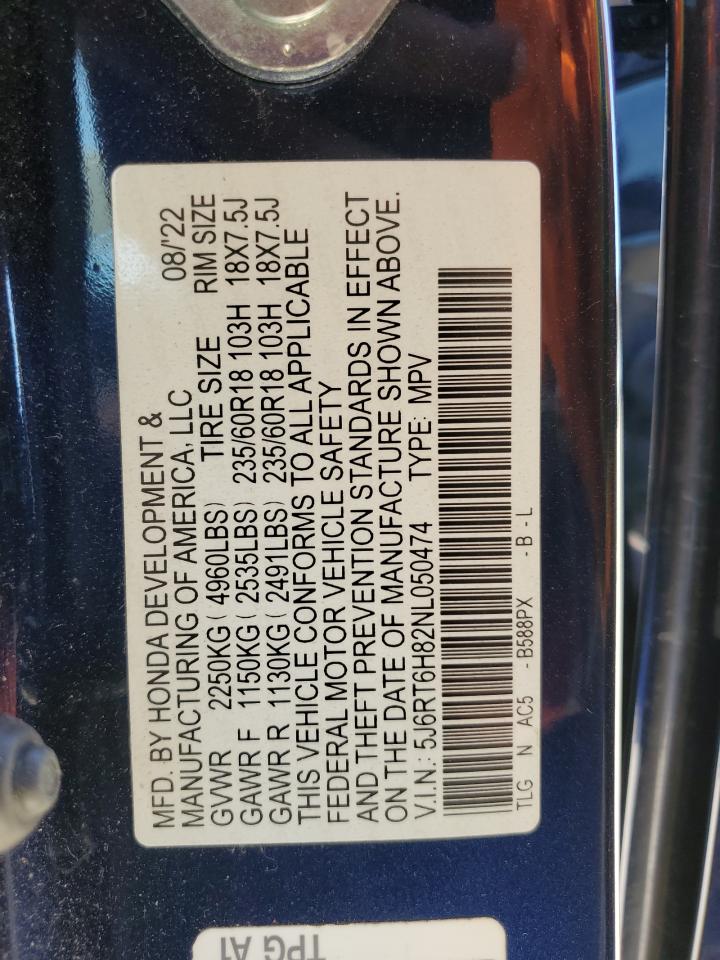 MFD. BY HONDA DEVELOPMENT &
MANUFACTURING OF AMERICA, LLC 08/'22
GVWR 2250KG ( 4960LBS) TIRE SIZE RIM SIZE
GAWR F 1150KG ( 2535LBS) 235/60R18 103H 18X7.5J
GAWR R 1130KG ( 2491LBS) 235/60R18 103H 18X7.5J
THIS VEHICLE CONFORMS TO ALL APPLICABLE
FEDERAL MOTOR VEHICLE SAFETY
AND THEFT PREVENTION STANDARDS IN EFFECT
ON THE DATE OF MANUFACTURE SHOWN ABOVE.
V.I.N.: 5J6RT6H82NL050474 TYPE: MPV
TLG N AC5 - B588PX - B - L
TPG A1